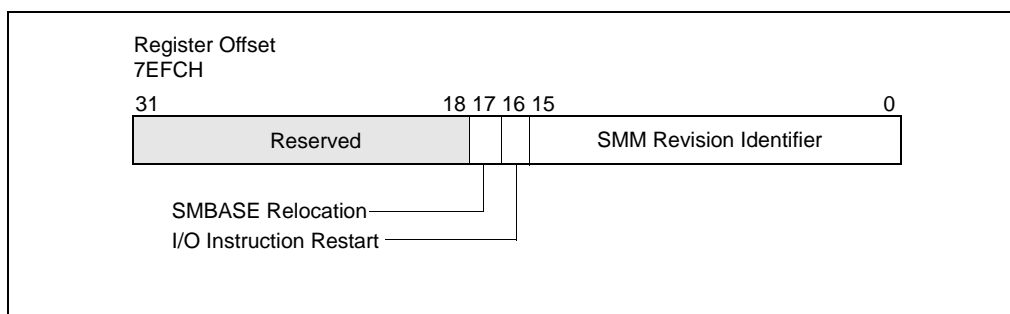 Register Offset
7EFCH
31 18 17 16 15 0
Reserved SMM Revision Identifier
SMBASE Relocation
I/O Instruction Restart